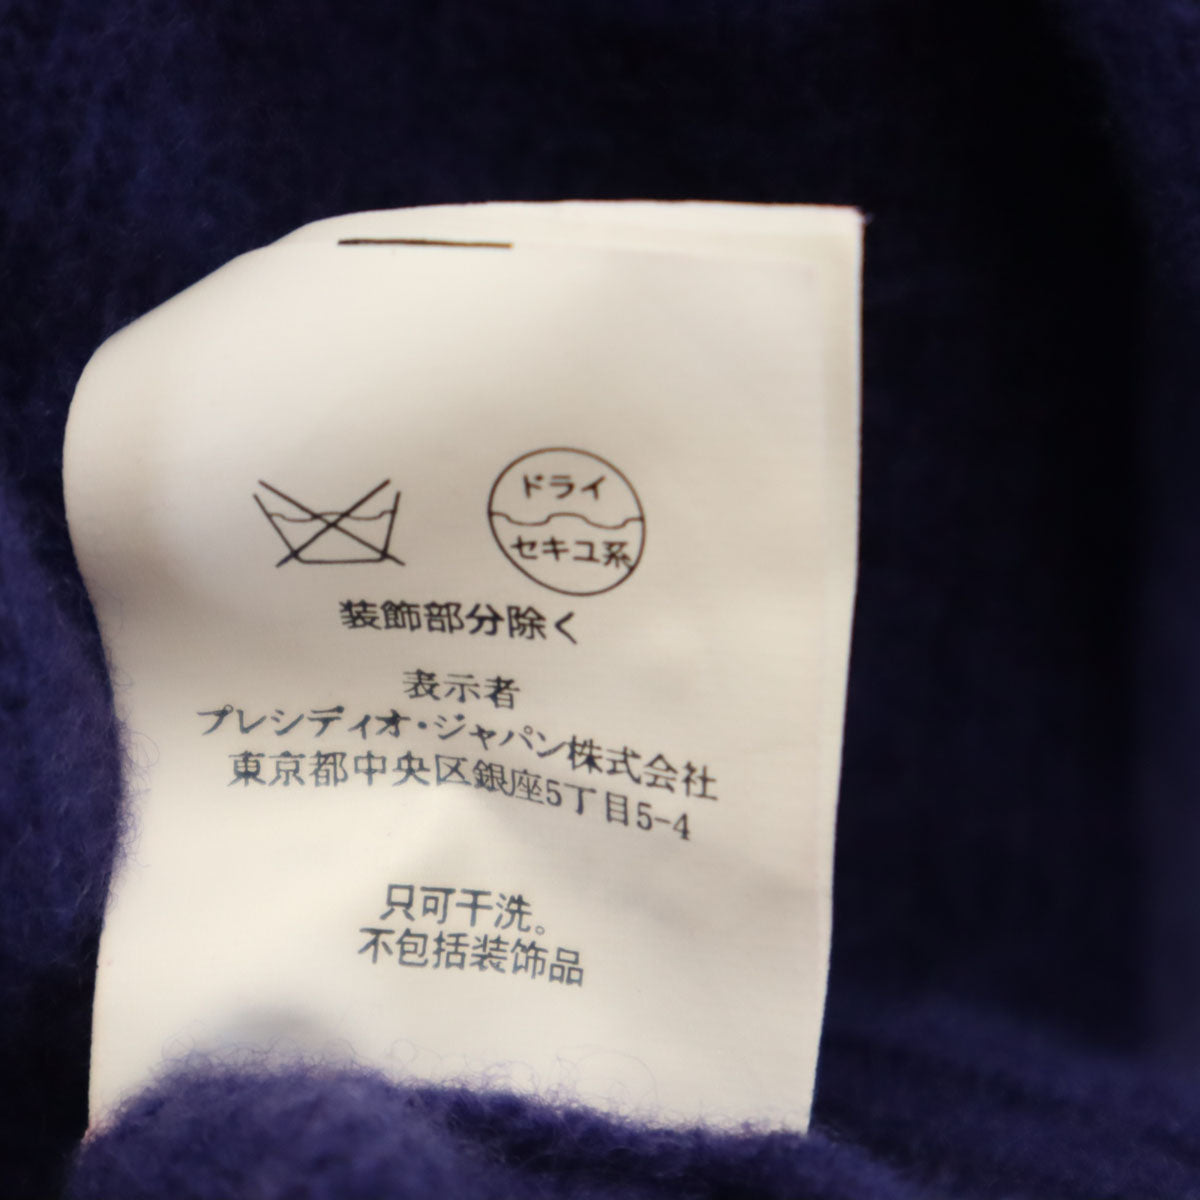 ドライ
セキユ系
装飾部分除く
表示者
プレシディオ・ジャパン株式会社
東京都中央区銀座5丁目5-4
只可干洗。
不包括装饰品